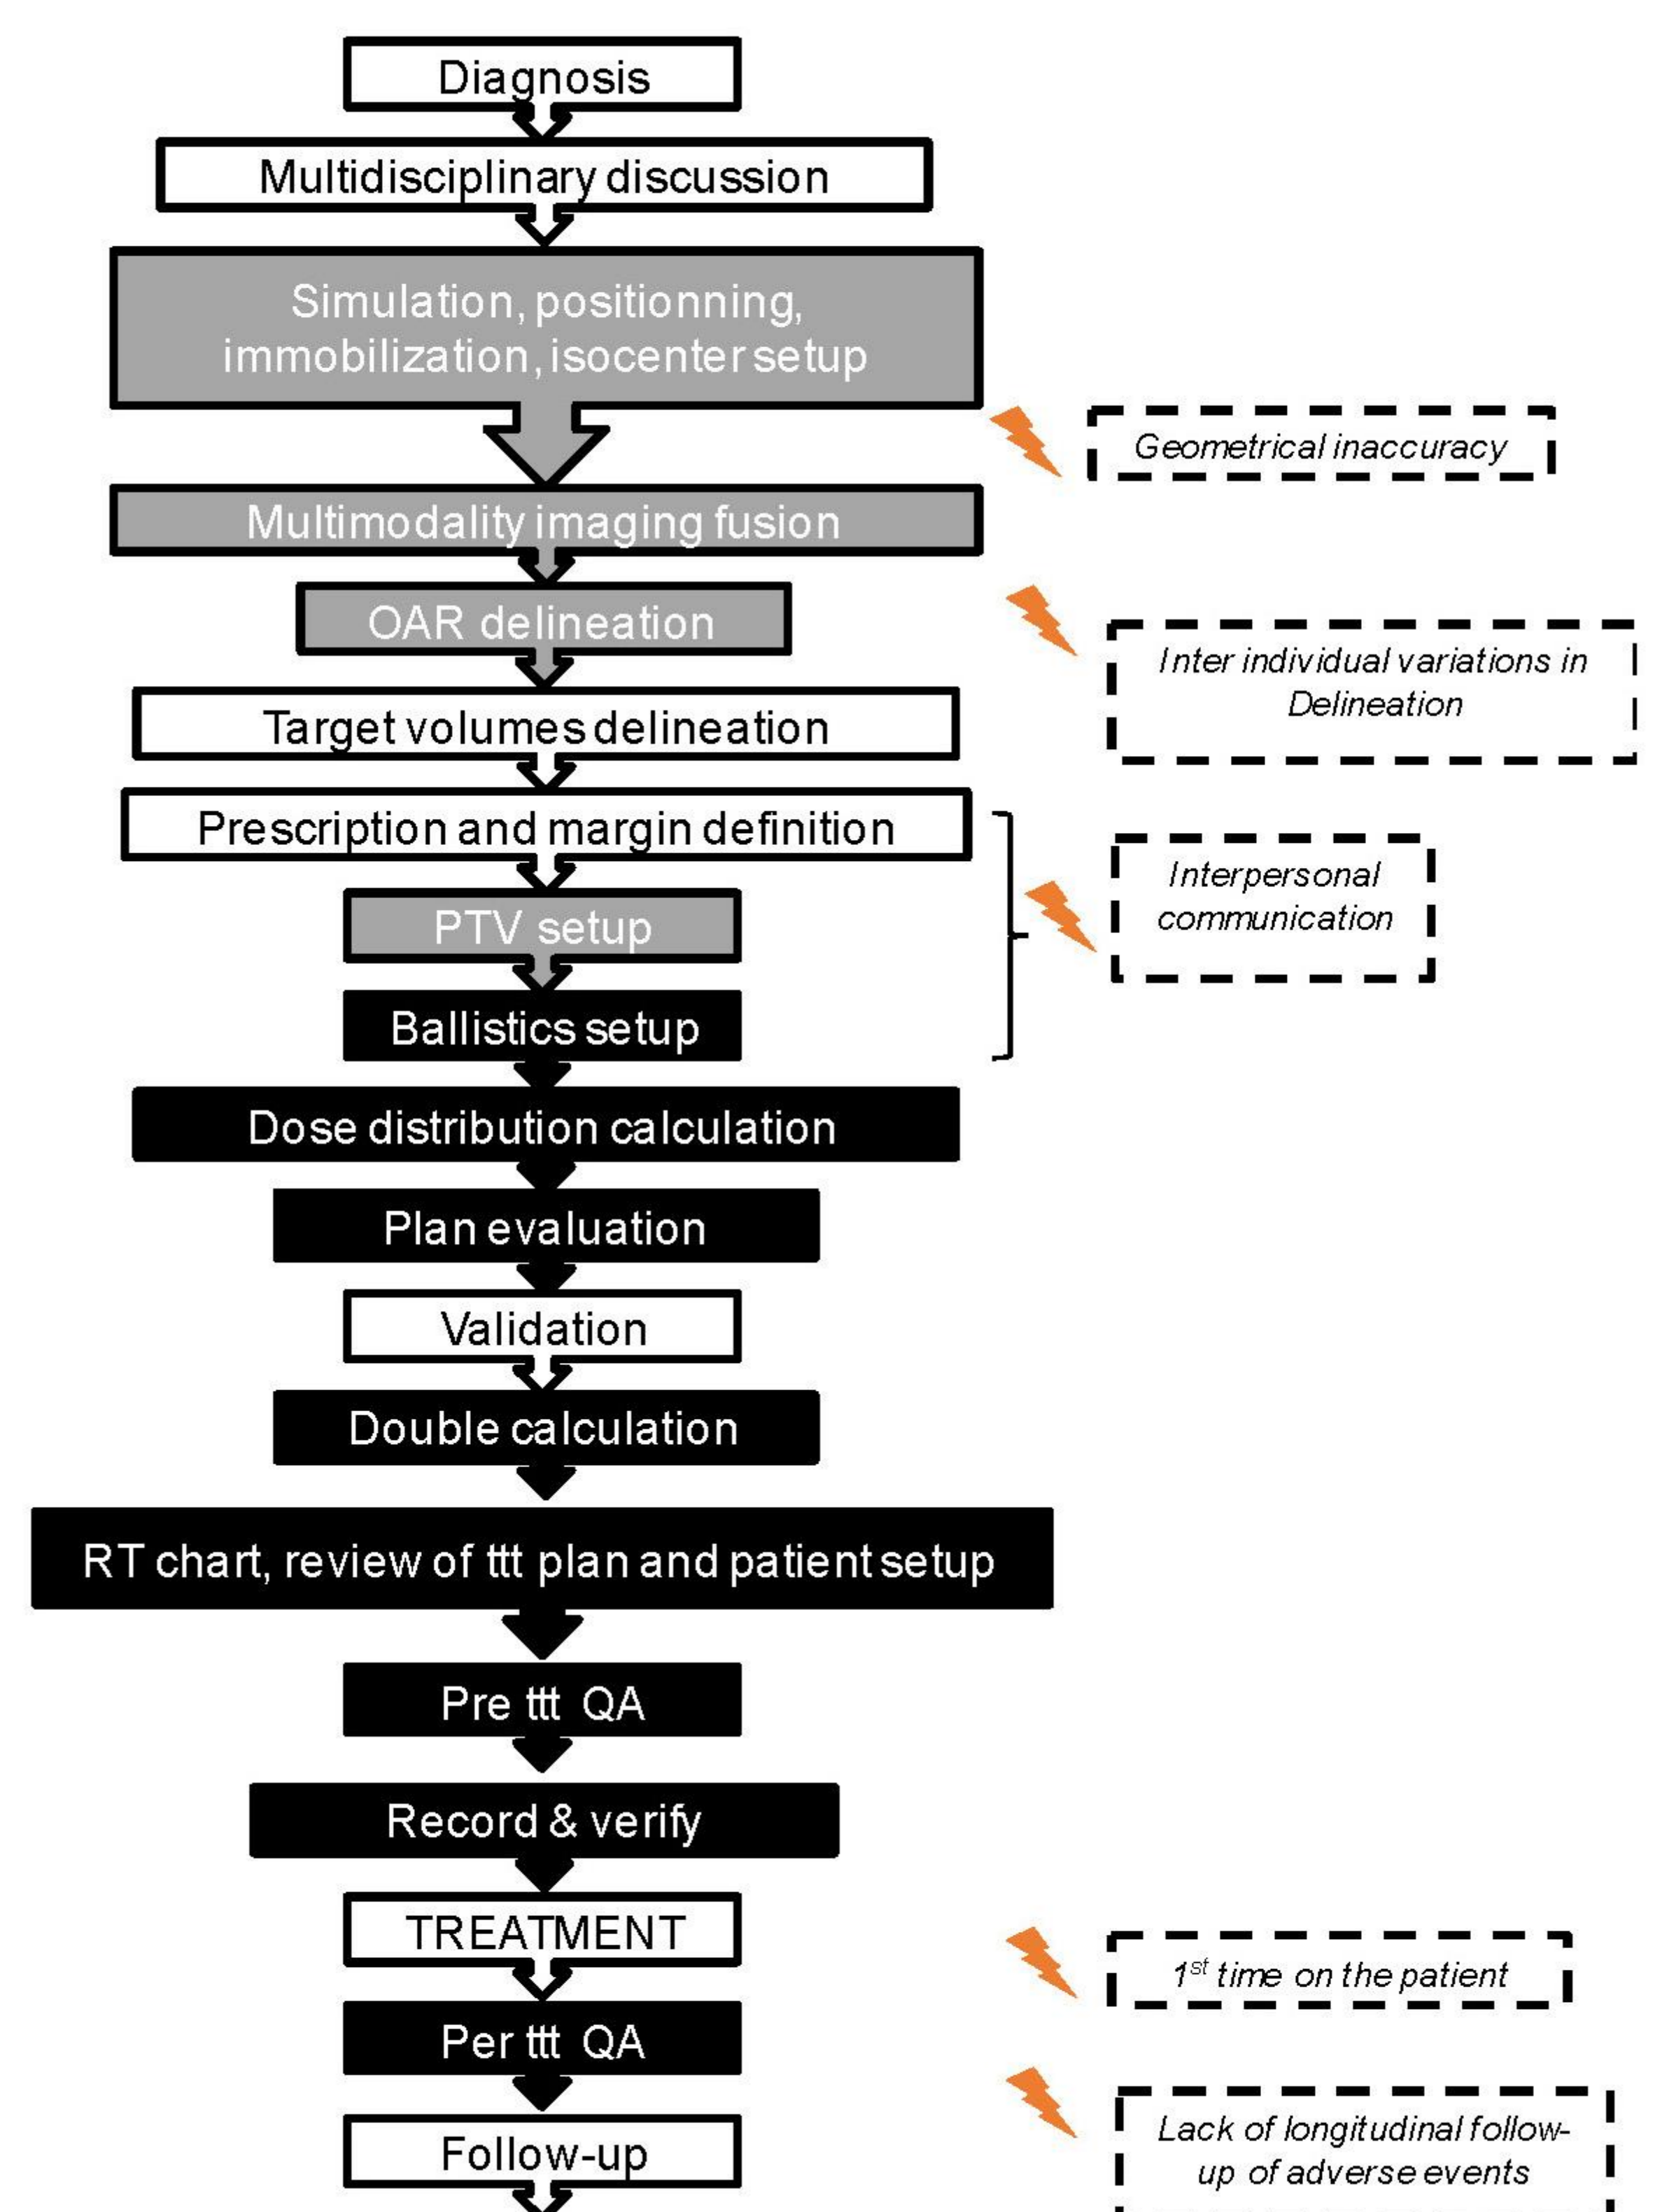 Diagnosis
Multidisciplinary discussion
Simulation, positionning,
immobilization, isocenter setup
Geometrical inaccuracy
Multimodality imaging fusion
OAR delineation
Inter individual variations in
Delineation
Target volumes delineation
Prescription and margin definition
Interpersonal
communication
PTV setup
Ballistics setup
Dose distribution calculation
Plan evaluation
Validation
Double calculation
RT chart, review of ttt plan and patient setup
Pre ttt QA
Record & verify
TREATMENT
1st time on the patient
Per ttt QA
Follow-up
Lack of longitudinal follow-
up of adverse events